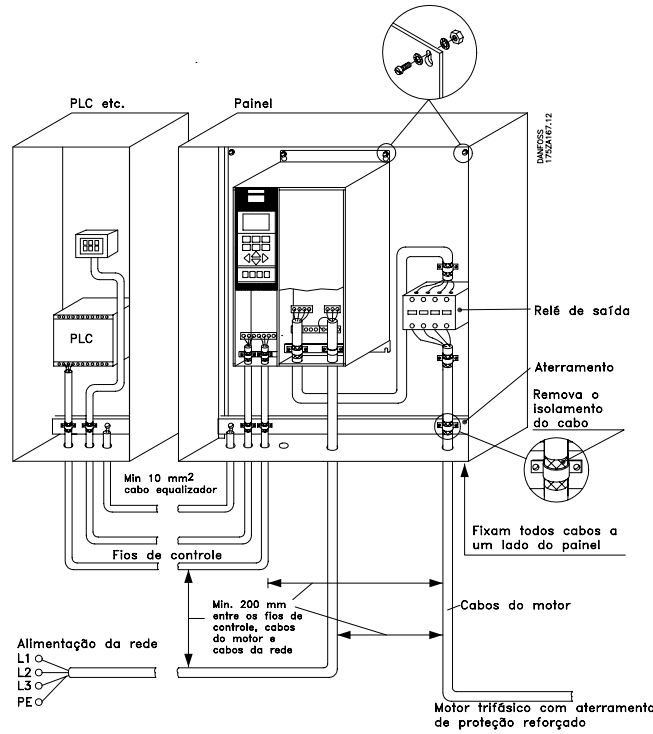 PLC etc.
Painel
DANFOSS
175ZA167.12
PLC
Relé de saída
Aterramento
Remova o
isolamento
do cabo
Min 10 mm2
cabo equalizador
Fixam todos cabos a
um lado do painel
Fios de controle
Min. 200 mm
entre os fios de
controle, cabos
do motor e
cabos da rede
Cabos do motor
Alimentação da rede
L1
L2
L3
PE
Motor trifásico com aterramento
de proteção reforçado